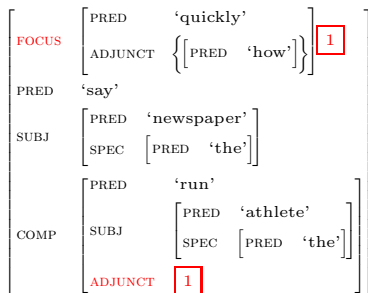 FOCUS PRED ‘quickly’
ADJUNCT {[PRED ‘how’]} 1
PRED ‘say’
SUBJ PRED ‘newspaper’
SPEC [PRED ‘the’]
COMP PRED ‘run’
SUBJ PRED ‘athlete’
SPEC [PRED ‘the’]
ADJUNCT 1